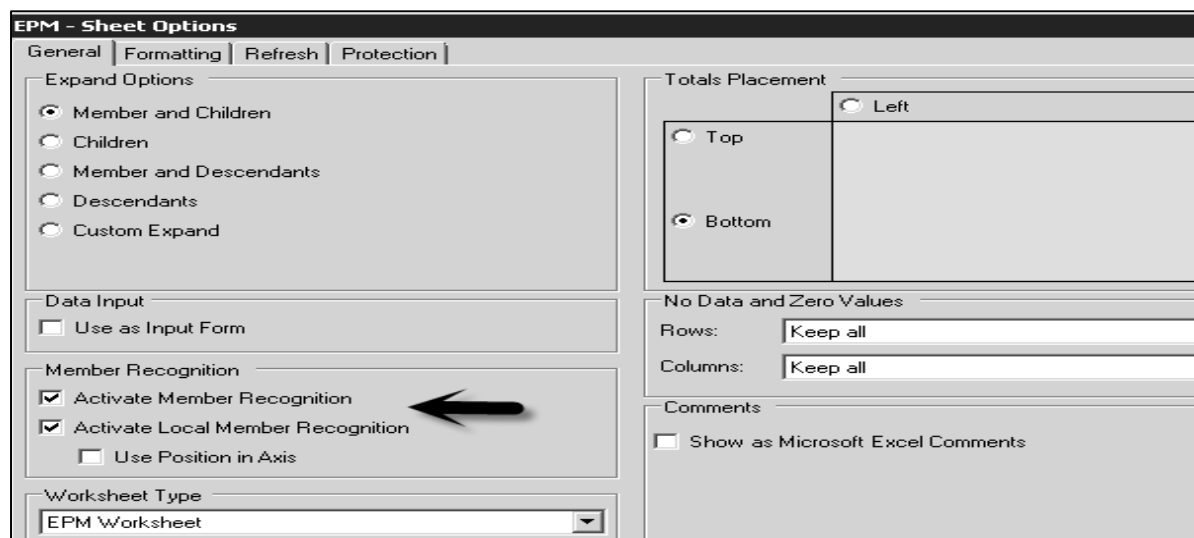 EPM - Sheet Options
General Formatting Refresh Protection
Expand Options
Member and Children
Children
Member and Descendants
Descendants
Custom Expand
Data Input
Use as Input Form
Member Recognition
Activate Member Recognition
Activate Local Member Recognition
Use Position in Axis
Worksheet Type
EPM Worksheet
Totals Placement
Left
Top
Bottom
No Data and Zero Values
Rows: Keep all
Columns: Keep all
Comments
Show as Microsoft Excel Comments